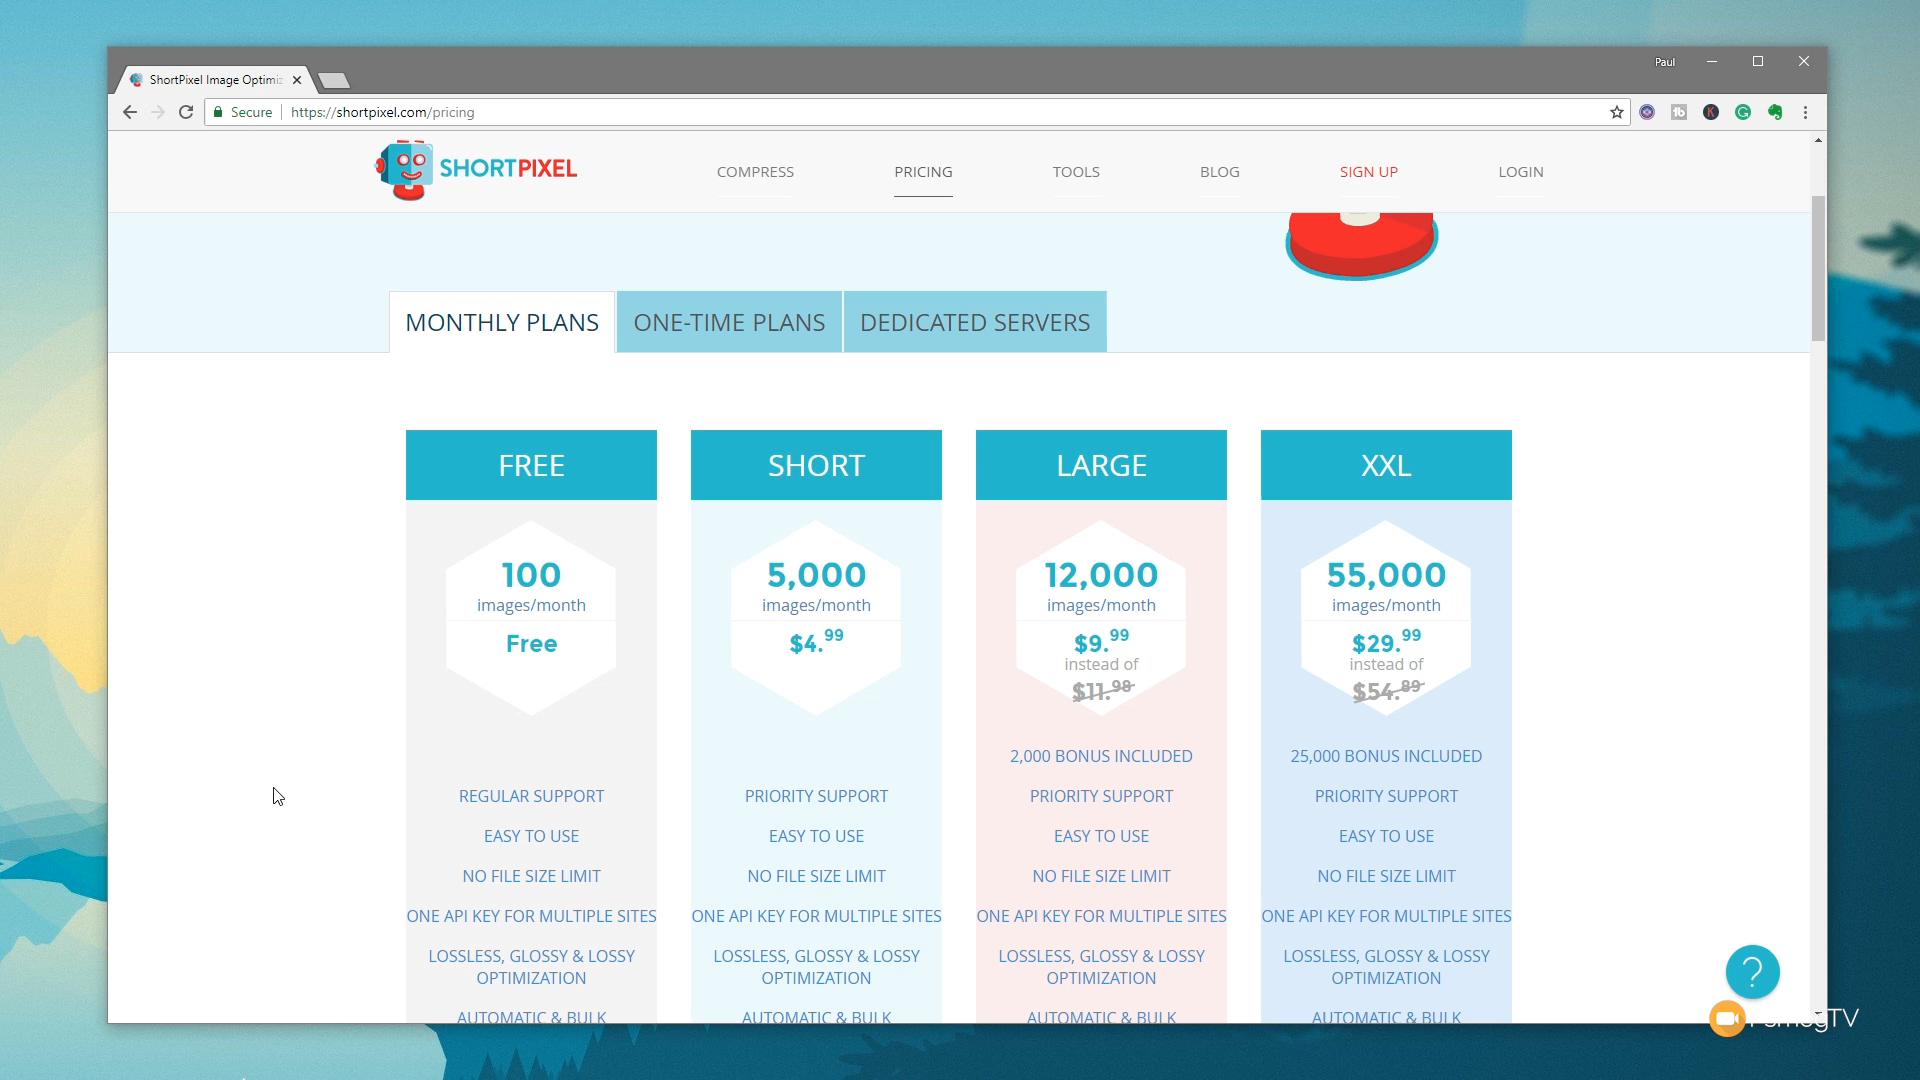 Paul
ShortPixel Image Optimiz
Secure
https://shortpixel.com/pricing
SHORTPIXEL
COMPRESS
PRICING
TOOLS
BLOG
SIGN UP
LOGIN
MONTHLY PLANS
ONE-TIME PLANS
DEDICATED SERVERS
FREE
100
images/month
Free
REGULAR SUPPORT
EASY TO USE
NO FILE SIZE LIMIT
ONE API KEY FOR MULTIPLE SITES
LOSSLESS, GLOSSY & LOSSY
OPTIMIZATION
AUTOMATIC & BULK
SHORT
5,000
images/month
$4.99
PRIORITY SUPPORT
EASY TO USE
NO FILE SIZE LIMIT
ONE API KEY FOR MULTIPLE SITES
LOSSLESS, GLOSSY & LOSSY
OPTIMIZATION
AUTOMATIC & BULK
LARGE
12,000
images/month
$9.99
instead of
$11.98
2,000 BONUS INCLUDED
PRIORITY SUPPORT
EASY TO USE
NO FILE SIZE LIMIT
ONE API KEY FOR MULTIPLE SITES
LOSSLESS, GLOSSY & LOSSY
OPTIMIZATION
AUTOMATIC & BULK
XXL
55,000
images/month
$29.99
instead of
$54.89
25,000 BONUS INCLUDED
PRIORITY SUPPORT
EASY TO USE
NO FILE SIZE LIMIT
ONE API KEY FOR MULTIPLE SITES
LOSSLESS, GLOSSY & LOSSY
OPTIMIZATION
AUTOMATIC & BULK
?